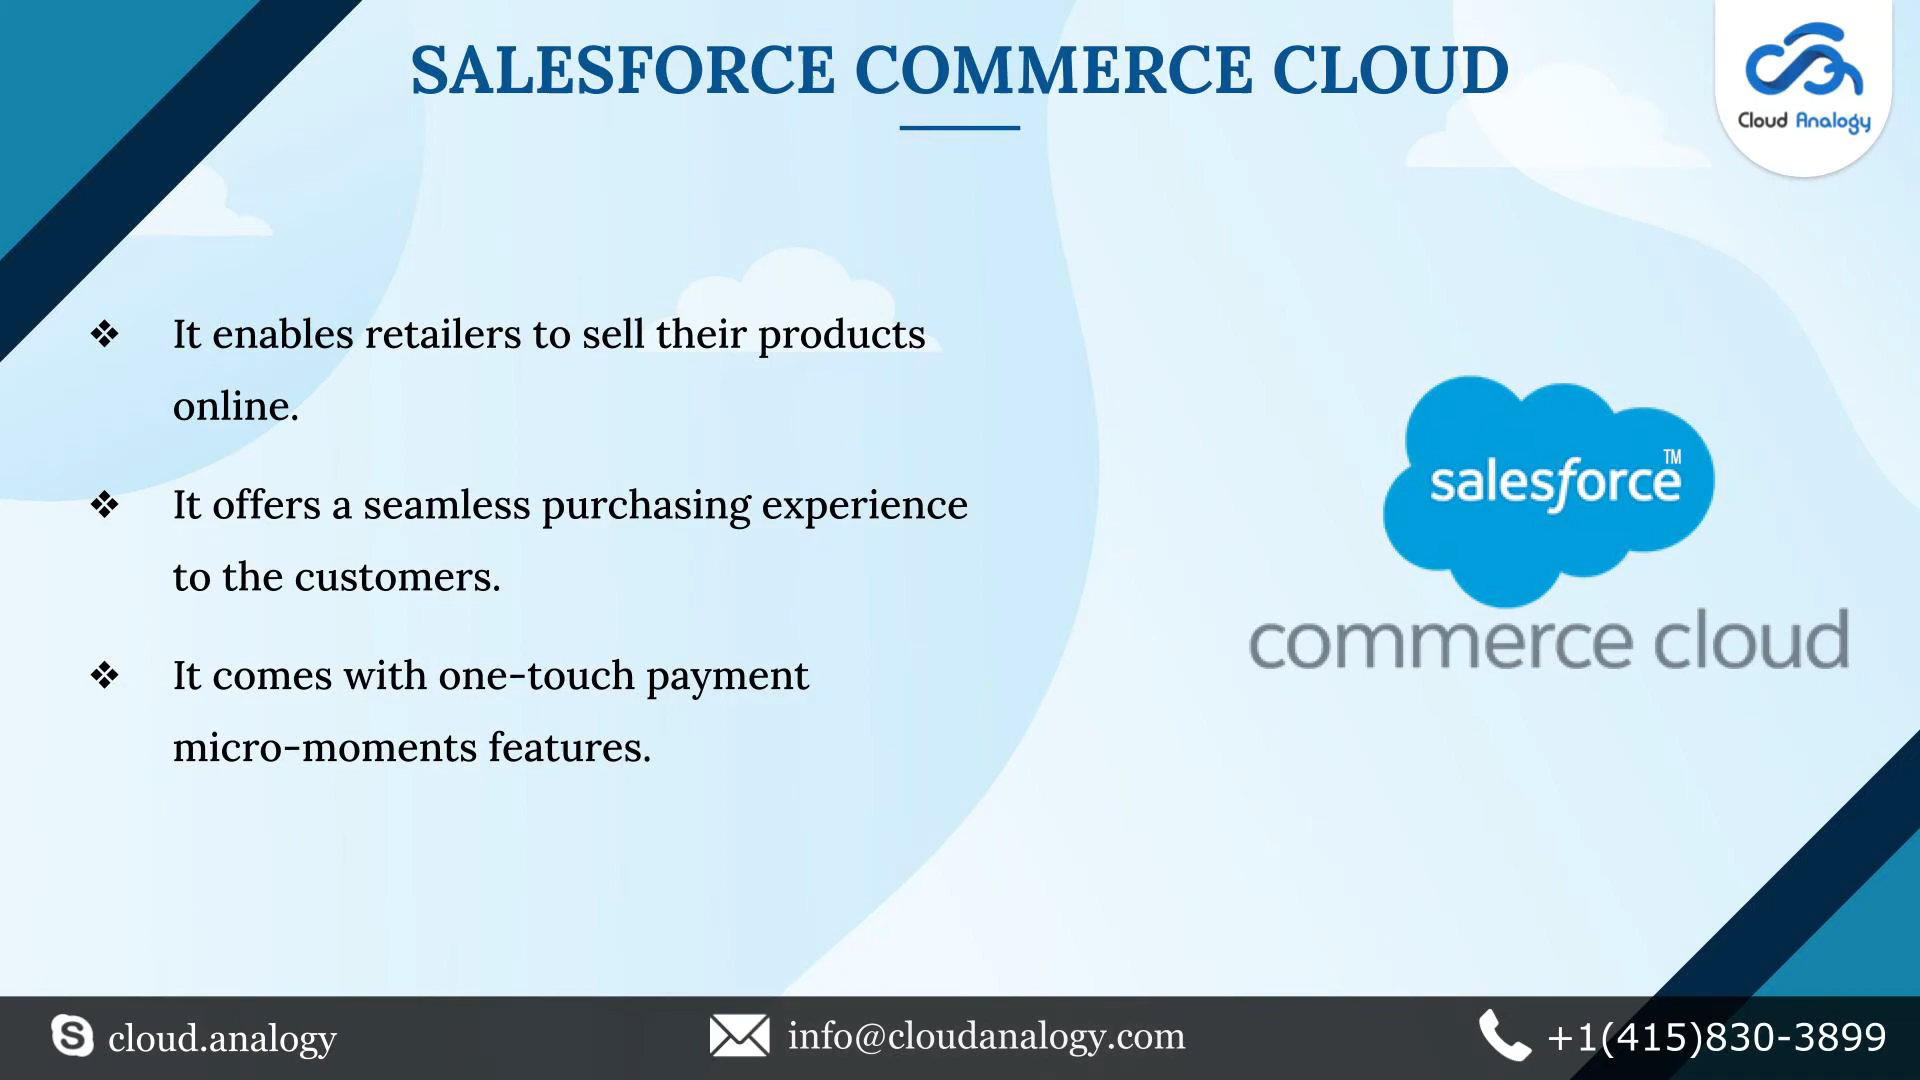 SALESFORCE COMMERCE CLOUD
Cloud Analogy
❖ It enables retailers to sell their products
online.
❖ It offers a seamless purchasing experience
to the customers.
❖ It comes with one-touch payment
micro-moments features.
salesforce™
commerce cloud
cloud.analogy
info@cloudanalogy.com
+1(415)830-3899